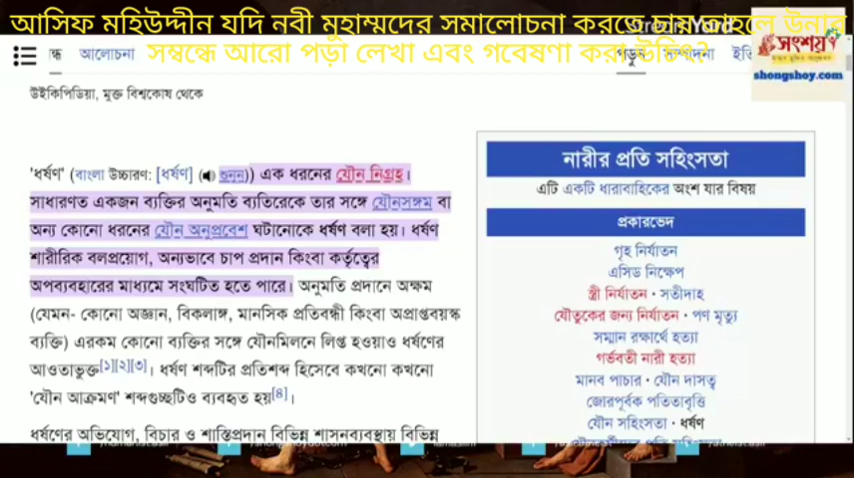 আসিফ মহিউদ্দীন যদি নবী মুহাম্মদের সমালোচনা করতে চায় তাহলে উনার
সম্বন্ধে আরো পড়া লেখা এবং গবেষণা করা উচিৎ?
সংশয়
shongshoy.com
আলোচনা
পড়ুন সম্পাদনা
উইকিপিডিয়া, মুক্ত বিশ্বকোষ থেকে
'ধর্ষণ' (বাংলা উচ্চারণ: [ধর্ষণ] (শুনুন)) এক ধরনের যৌন নিগ্রহ।
সাধারণত একজন ব্যক্তির অনুমতি ব্যতিরেকে তার সঙ্গে যৌনসঙ্গম বা
অন্য কোনো ধরনের যৌন অনুপ্রবেশ ঘটানোকে ধর্ষণ বলা হয়। ধর্ষণ
শারীরিক বলপ্রয়োগ, অন্যভাবে চাপ প্রদান কিংবা কর্তৃত্বের
অপব্যবহারের মাধ্যমে সংঘটিত হতে পারে। অনুমতি প্রদানে অক্ষম
(যেমন- কোনো অজ্ঞান, বিকলাঙ্গ, মানসিক প্রতিবন্ধী কিংবা অপ্রাপ্তবয়স্ক
ব্যক্তি) এরকম কোনো ব্যক্তির সঙ্গে যৌনমিলনে লিপ্ত হওয়াও ধর্ষণের
আওতাভুক্ত[১][২][৩]। ধর্ষণ শব্দটির প্রতিশব্দ হিসেবে কখনো কখনো
'যৌন আক্রমণ' শব্দগুচ্ছটিও ব্যবহৃত হয়[৪]।
ধর্ষণের অভিযোগ, বিচার ও শাস্তিপ্রদান বিভিন্ন শাসনব্যবস্থায় বিভিন্ন
নারীর প্রতি সহিংসতা
এটি একটি ধারাবাহিকের অংশ যার বিষয়
প্রকারভেদ
গৃহ নির্যাতন
এসিড নিক্ষেপ
স্ত্রী নির্যাতন · সতীদাহ
যৌতুকের জন্য নির্যাতন · পণ মৃত্যু
সম্মান রক্ষার্থে হত্যা
গর্ভবতী নারী হত্যা
মানব পাচার · যৌন দাসত্ব
জোরপূর্বক পতিতাবৃত্তি
যৌন সহিংসতা · ধর্ষণ